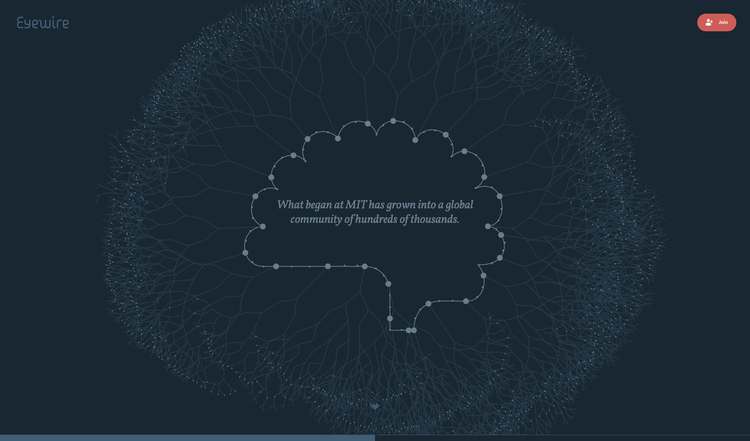 Eyewire
Join
What began at MIT has grown into a global
community of hundreds of thousands.